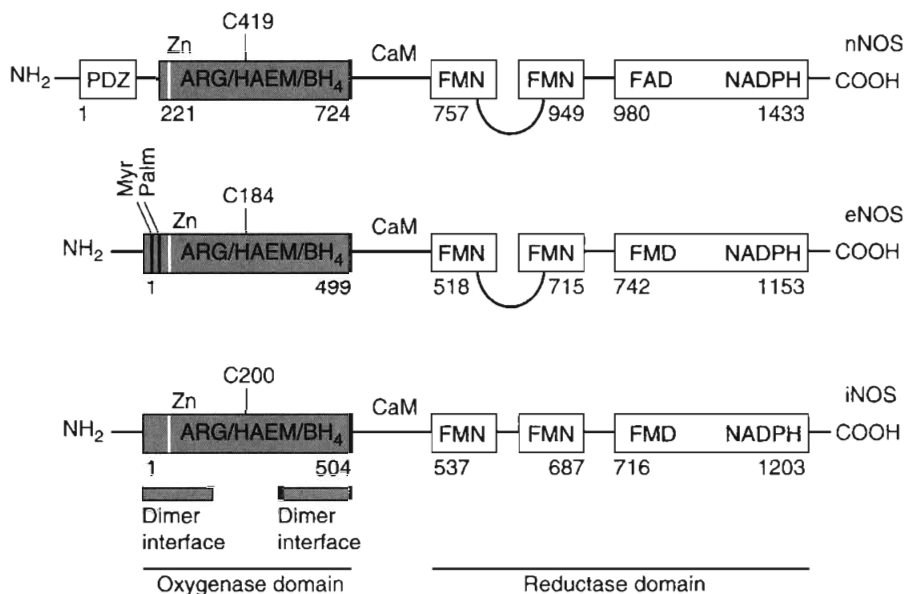 C419
Zn
CaM
nNOS
NH2
PDZ
ARG/HAEM/BH4
FMN
FMN
FAD
NADPH
COOH
1
221
724
757
949
980
1433
Myr
Palm
C184
Zn
CaM
eNOS
NH2
ARG/HAEM/BH4
FMN
FMN
FMD
NADPH
COOH
1
499
518
715
742
1153
C200
Zn
CaM
iNOS
NH2
ARG/HAEM/BH4
FMN
FMN
FMD
NADPH
COOH
1
504
537
687
716
1203
Dimer
interface
Dimer
interface
Oxygenase domain
Reductase domain